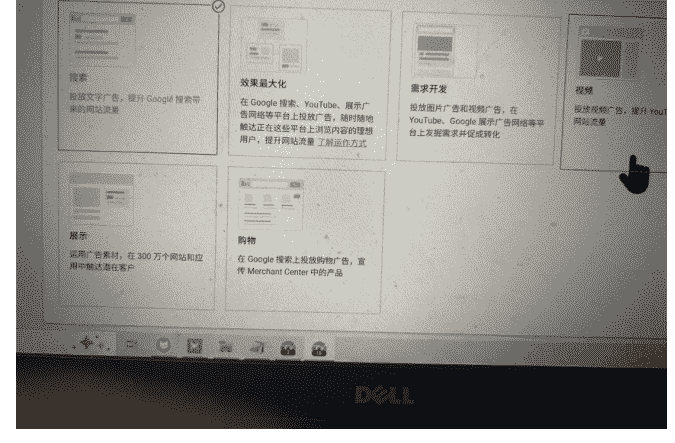 搜索
投放文字广告，提升 Google 搜索带
来的网站流量
效果最大化
在 Google 搜索、YouTube、展示广
告网络等平台上投放广告，随时随地
触达正在这些平台上浏览内容的理想
用户，提升网站流量 了解运作方式
需求开发
投放图片广告和视频广告，在
YouTube、Google 展示广告网络等平
台上发掘需求并促成转化
视频
投放视频广告，提升 YouT
网站流量
展示
运用广告素材，在 300 万个网站和应
用中触达潜在客户
购物
在 Google 搜索上投放购物广告，宣
传 Merchant Center 中的产品
DELL